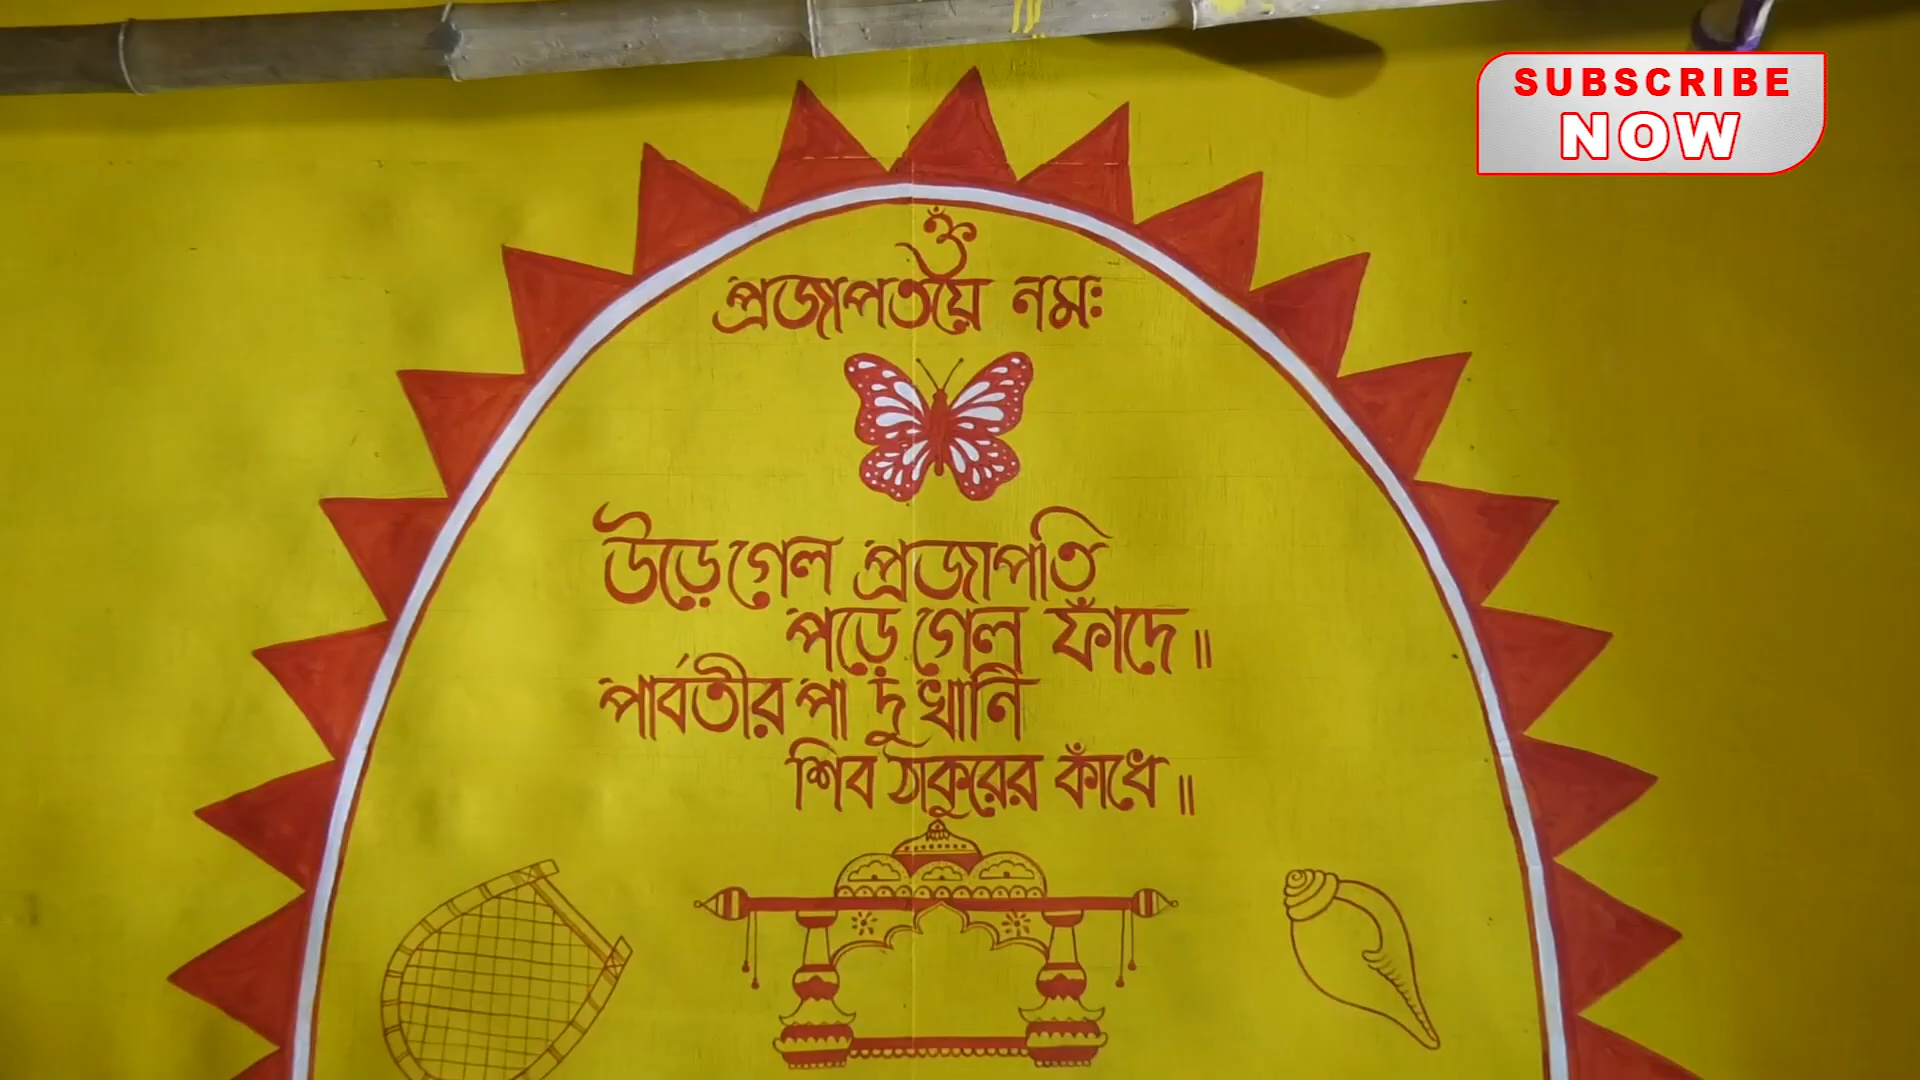 SUBSCRIBE
NOW
ঁ
প্রজাপতয়ৈ নমঃ
উড়ে গেল প্রজাপতি
পড়ে গেল ফাঁদে॥
পার্বতীর পা দু খানি
শিব ঠাকুরের কাঁধে॥